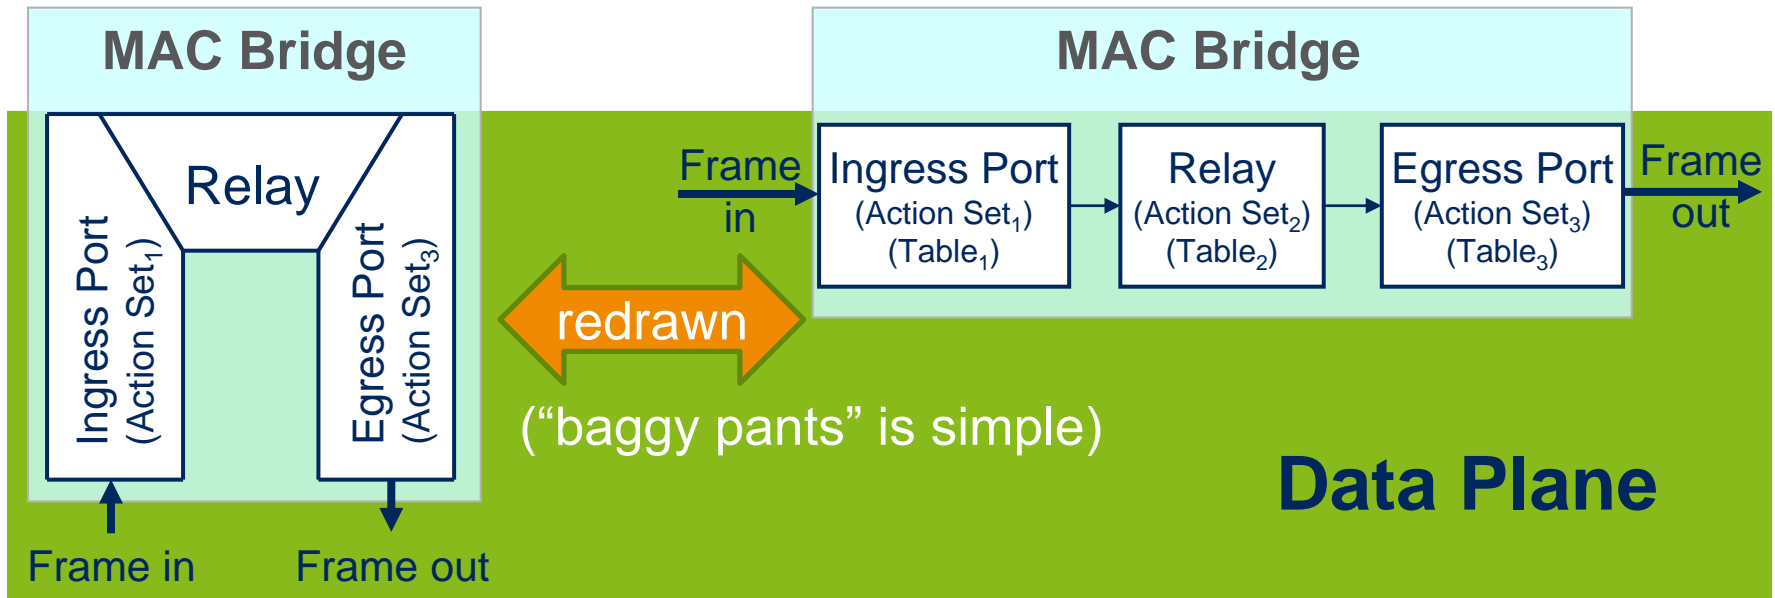 MAC Bridge
Relay
Ingress Port
(Action Set₁)
Egress Port
(Action Set₃)
Frame in
Frame out
redrawn
(“baggy pants” is simple)
MAC Bridge
Frame
in
Ingress Port
(Action Set₁)
(Table₁)
Relay
(Action Set₂)
(Table₂)
Egress Port
(Action Set₃)
(Table₃)
Frame
out
Data Plane